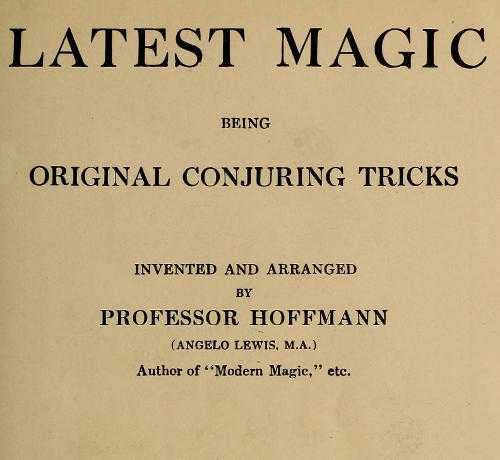 LATEST MAGIC
BEING
ORIGINAL CONJURING TRICKS
INVENTED AND ARRANGED
BY
PROFESSOR HOFFMANN
(ANGELO LEWIS, M.A.)
Author of "Modern Magic," etc.